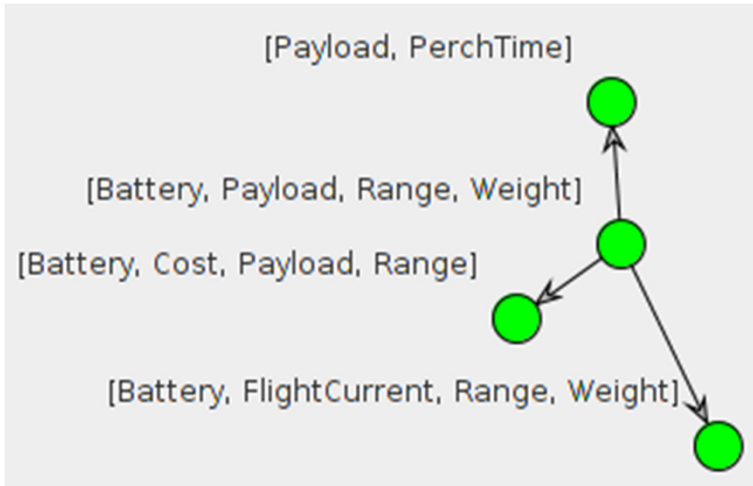 [Payload, PerchTime]
[Battery, Payload, Range, Weight]
[Battery, Cost, Payload, Range]
[Battery, FlightCurrent, Range, Weight]